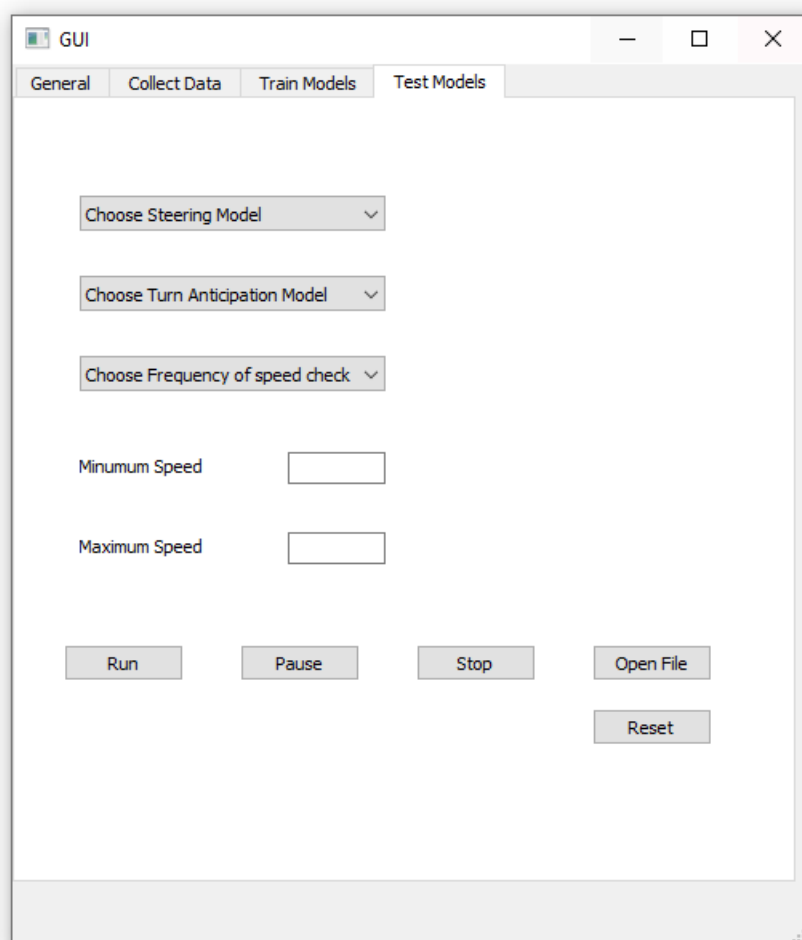 GUI
General Collect Data Train Models Test Models
Choose Steering Model
Choose Turn Anticipation Model
Choose Frequency of speed check
Minumum Speed
Maximum Speed
Run Pause Stop Open File
Reset